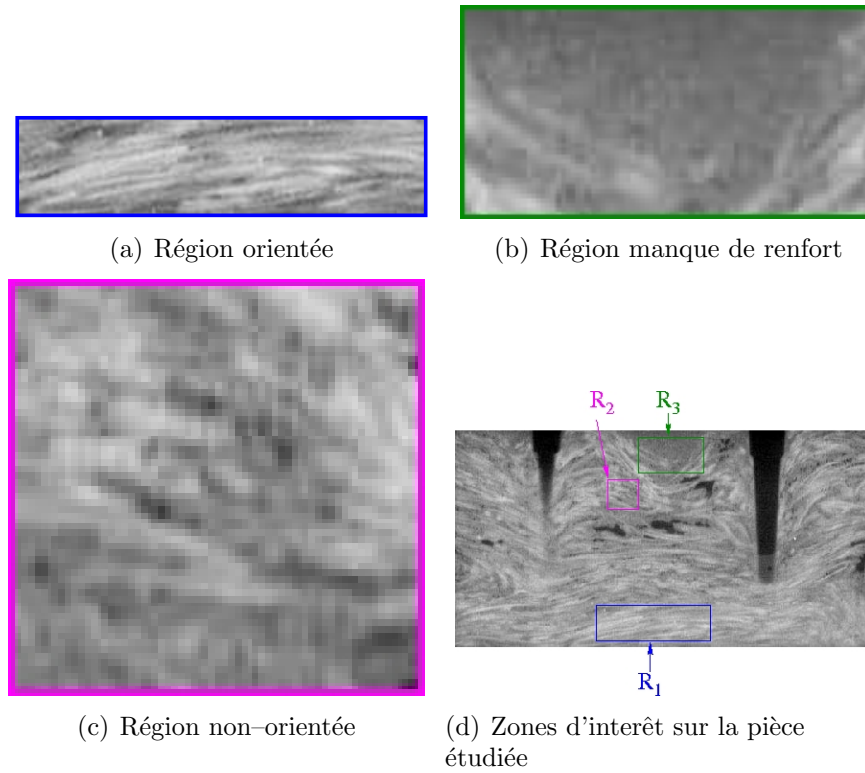 (a) Région orientée
(b) Région manque de renfort
R2
R3
R1
(c) Région non–orientée
(d) Zones d'interêt sur la pièce
étudiée